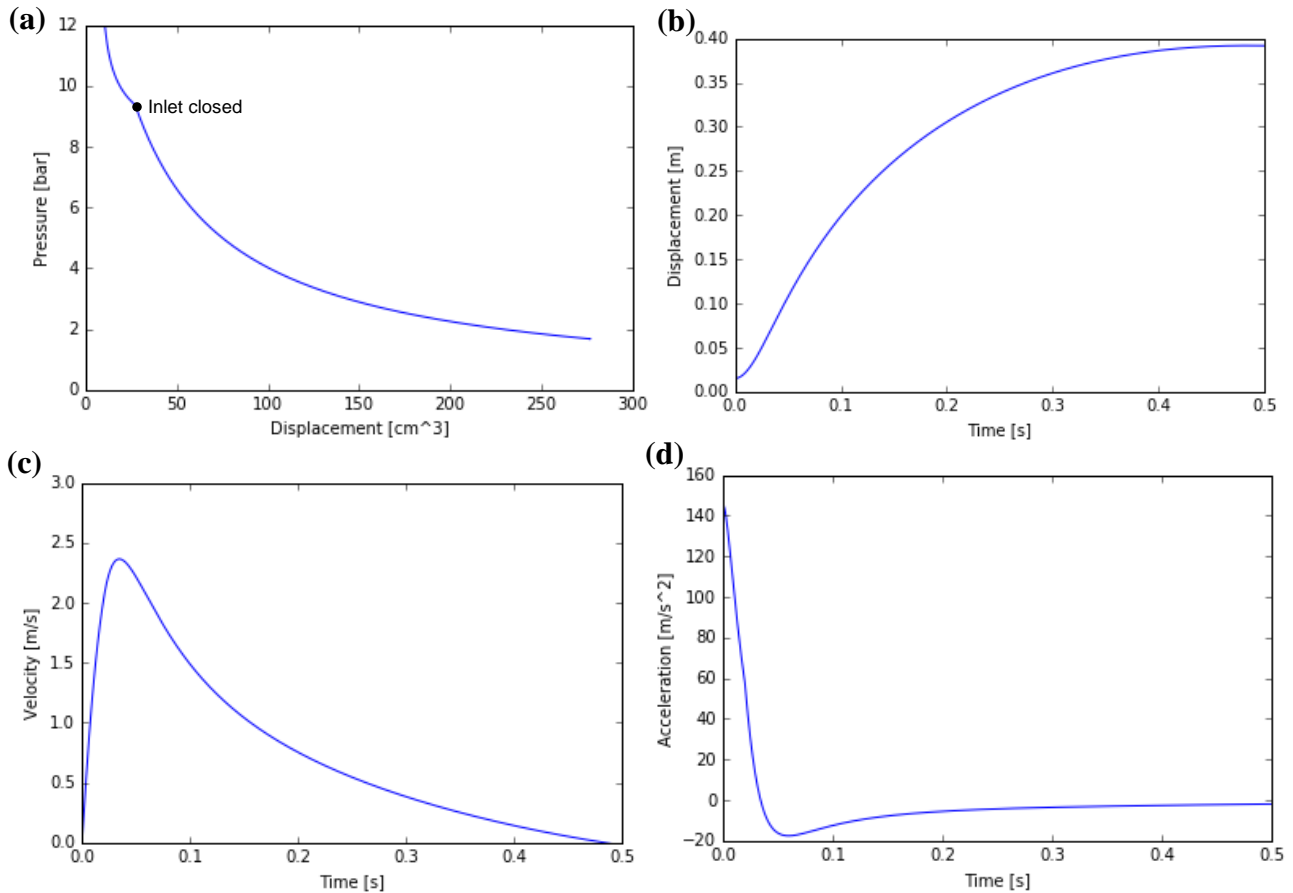 (a)
12
10
8
6
4
2
0
Pressure [bar]
Inlet closed
0 50 100 150 200 250 300
Displacement [cm^3]
(b)
0.40
0.35
0.30
0.25
0.20
0.15
0.10
0.05
0.00
Displacement [m]
0.0 0.1 0.2 0.3 0.4 0.5
Time [s]
(c)
3.0
2.5
2.0
1.5
1.0
0.5
0.0
Velocity [m/s]
0.0 0.1 0.2 0.3 0.4 0.5
Time [s]
(d)
160
140
120
100
80
60
40
20
0
−20
Acceleration [m/s^2]
0.0 0.1 0.2 0.3 0.4 0.5
Time [s]